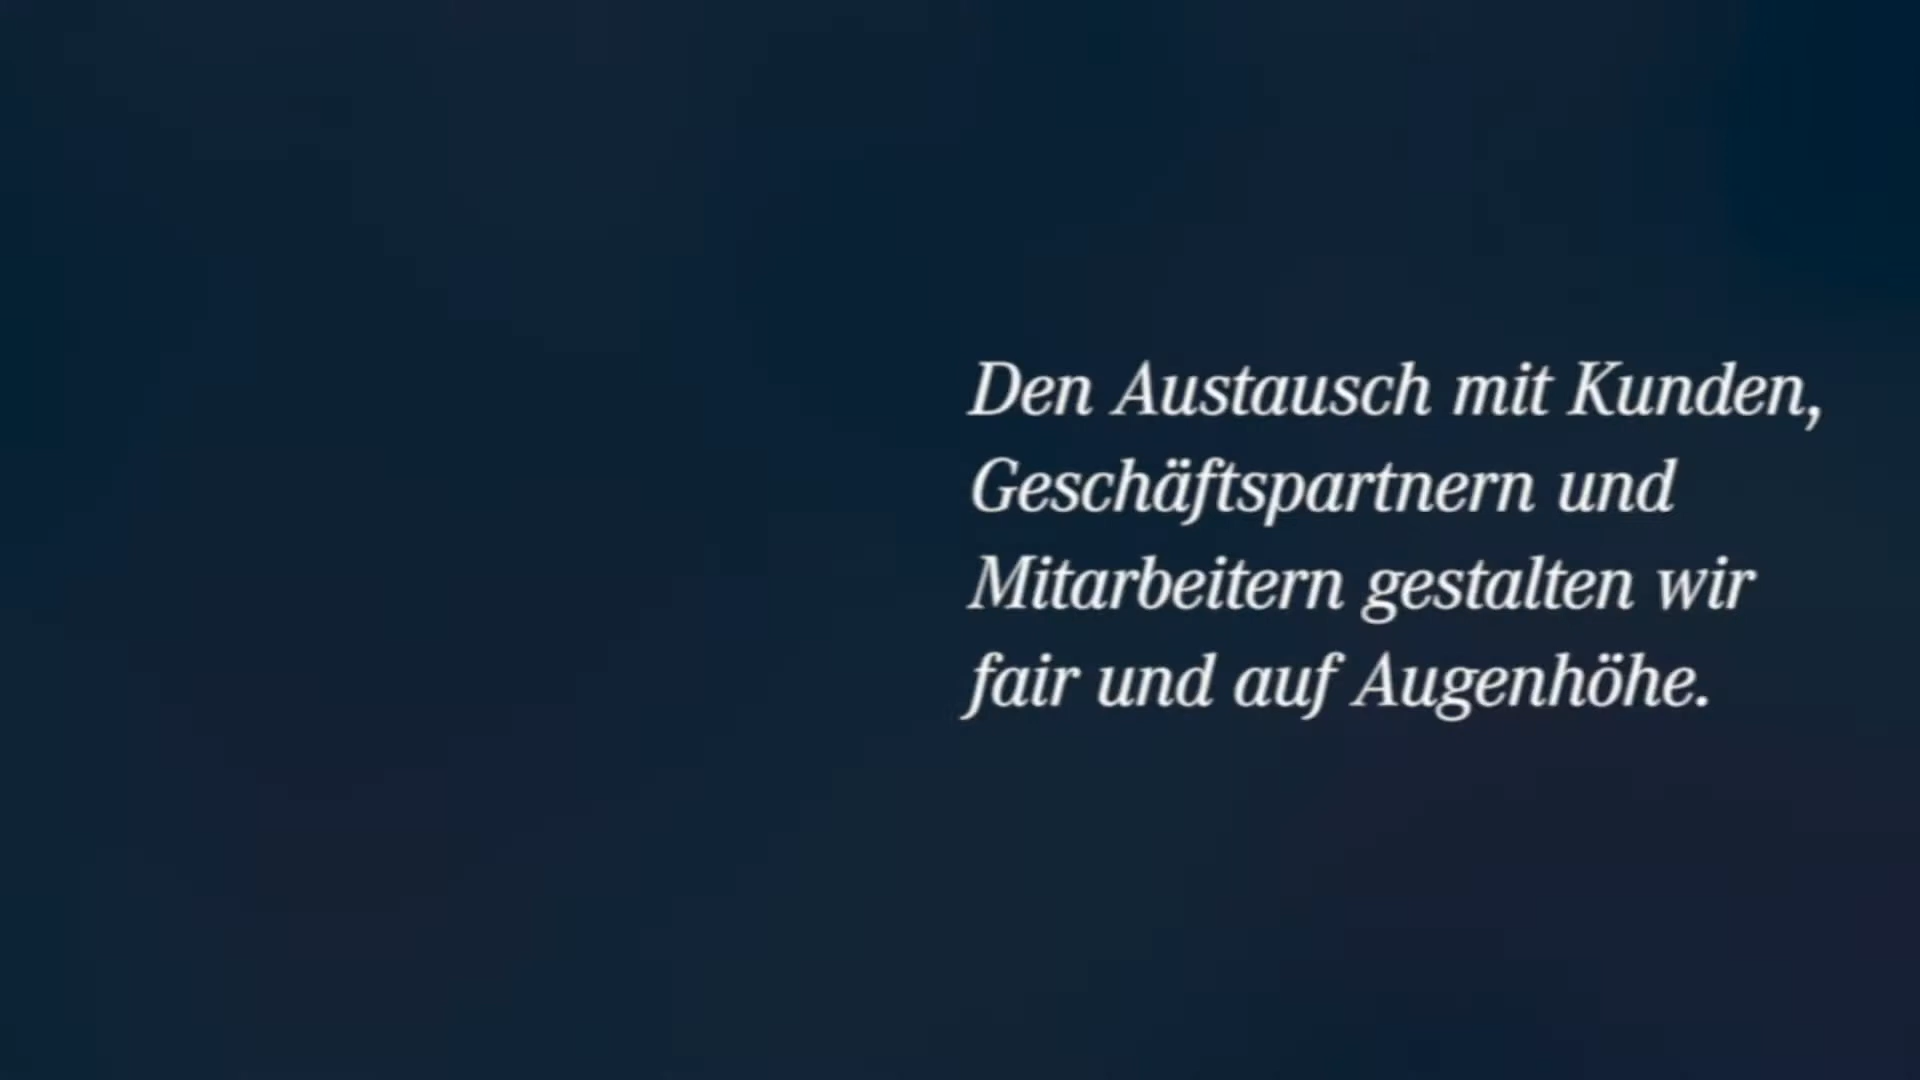 Den Austausch mit Kunden,
Geschäftspartnern und
Mitarbeitern gestalten wir
fair und auf Augenhöhe.